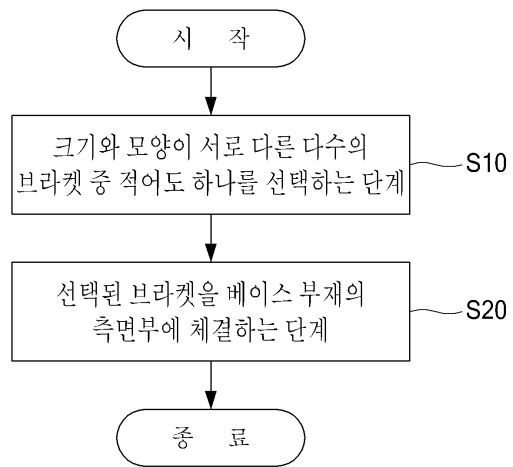 시 작
크기와 모양이 서로 다른 다수의
브라켓 중 적어도 하나를 선택하는 단계
S10
선택된 브라켓을 베이스 부재의
측면부에 체결하는 단계
S20
종 료